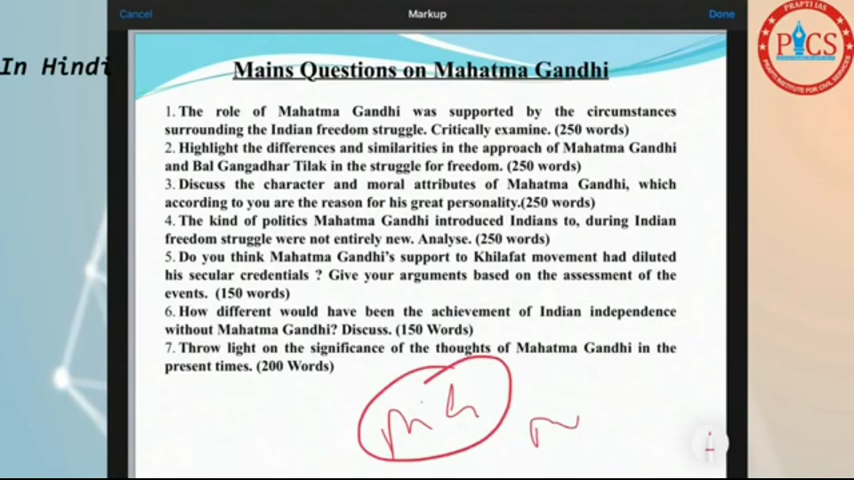 Cancel
Markup
Done
In Hindi
PRAPTI IAS
PiCS
PRAPTI INSTITUTE FOR CIVIL SERVICES
Mains Questions on Mahatma Gandhi
1. The role of Mahatma Gandhi was supported by the circumstances
surrounding the Indian freedom struggle. Critically examine. (250 words)
2. Highlight the differences and similarities in the approach of Mahatma Gandhi
and Bal Gangadhar Tilak in the struggle for freedom. (250 words)
3. Discuss the character and moral attributes of Mahatma Gandhi, which
according to you are the reason for his great personality.(250 words)
4. The kind of politics Mahatma Gandhi introduced Indians to, during Indian
freedom struggle were not entirely new. Analyse. (250 words)
5. Do you think Mahatma Gandhi's support to Khilafat movement had diluted
his secular credentials ? Give your arguments based on the assessment of the
events. (150 words)
6. How different would have been the achievement of Indian independence
without Mahatma Gandhi? Discuss. (150 Words)
7. Throw light on the significance of the thoughts of Mahatma Gandhi in the
present times. (200 Words)